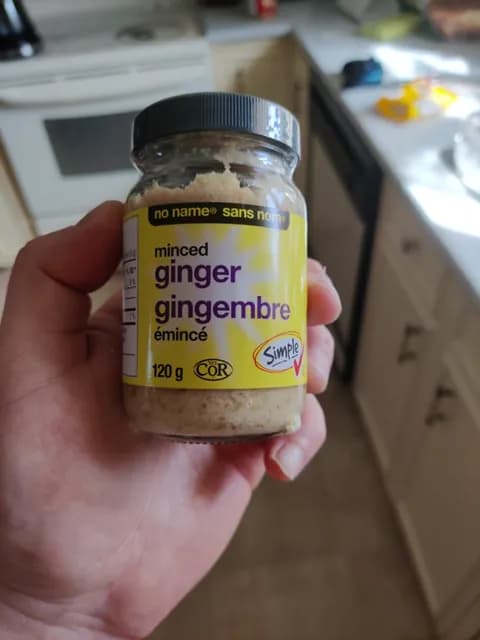 no name® sans nom®
minced
ginger
gingembre
émincé
Simple
120 g
COR